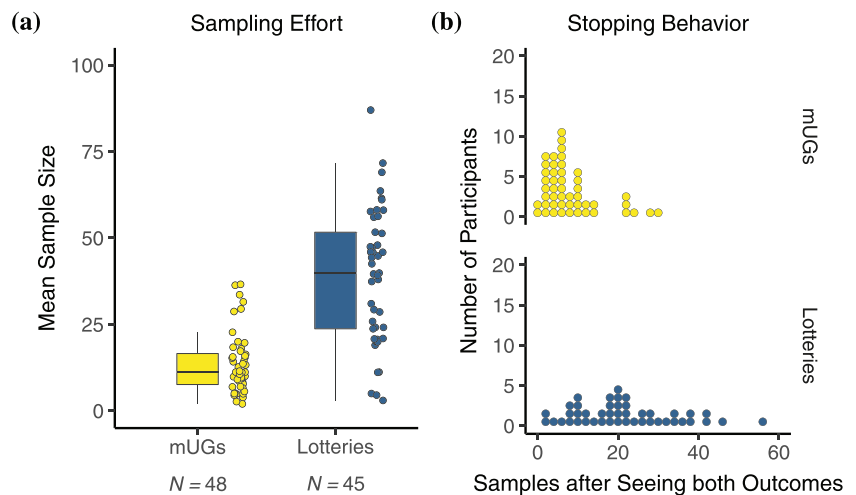 (a)
Sampling Effort
100
75
50
25
0
Mean Sample Size
mUGs
Lotteries
N = 48
N = 45
(b)
Stopping Behavior
20
15
10
5
0
mUGs
20
15
10
5
0
Lotteries
Number of Participants
0
20
40
60
Samples after Seeing both Outcomes